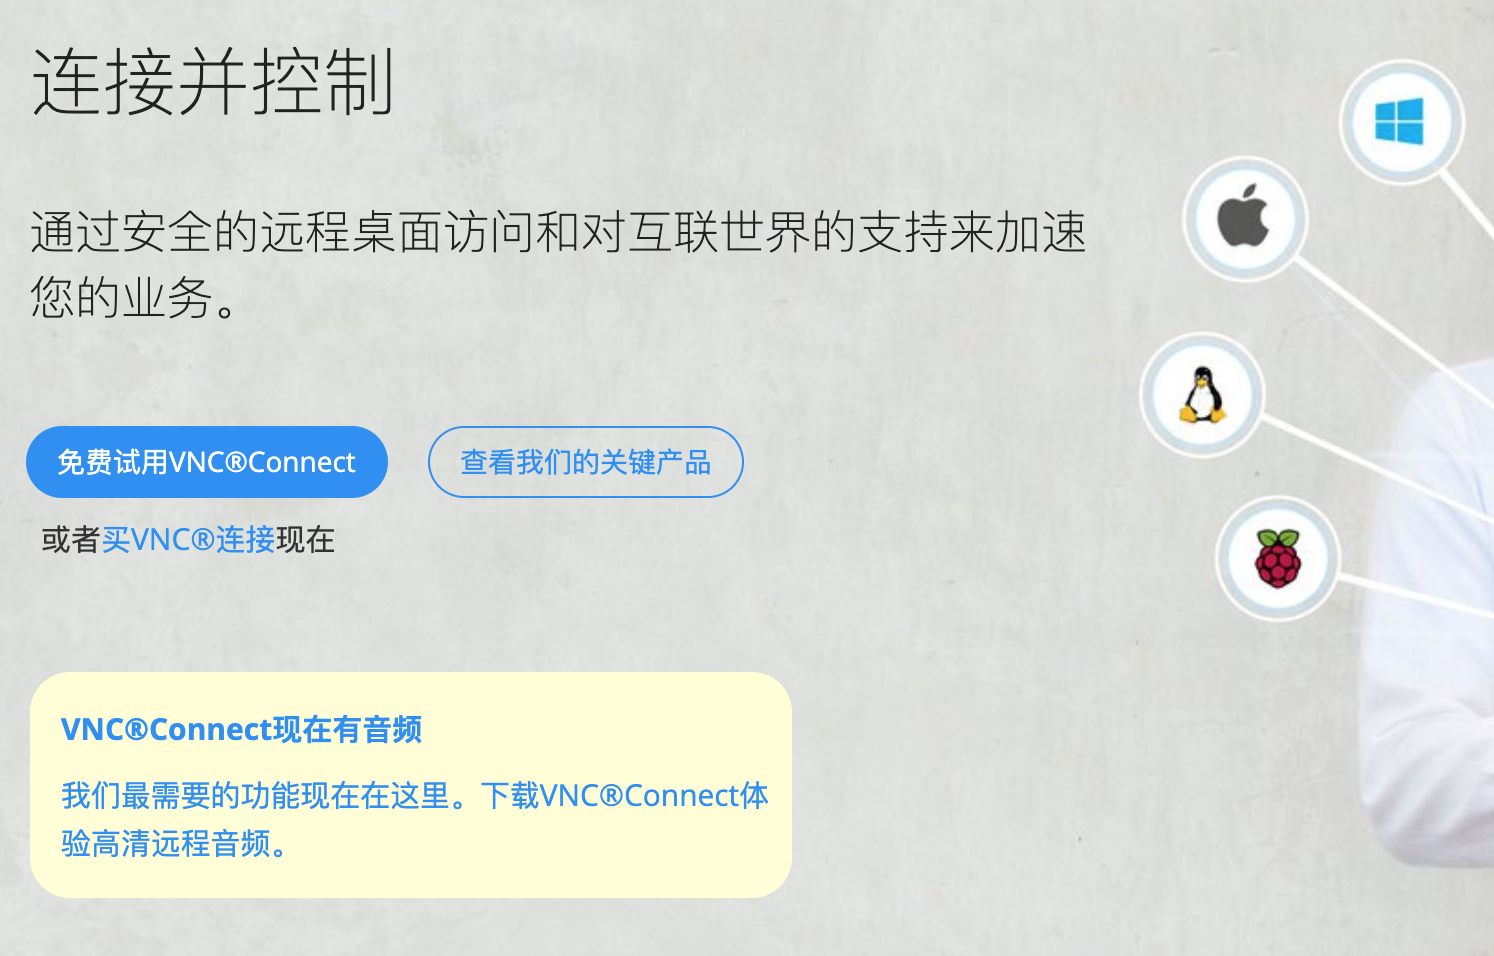 连接并控制
通过安全的远程桌面访问和对互联世界的支持来加速
您的业务。
免费试用VNC®Connect
查看我们的关键产品
或者买VNC®连接现在
VNC®Connect现在有音频
我们最需要的功能现在在这里。下载VNC®Connect体
验高清远程音频。